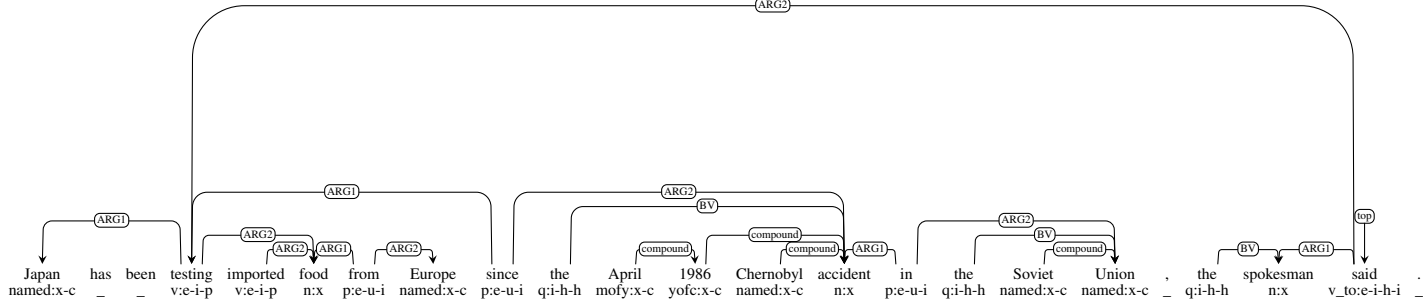 ARG2
ARG1 ARG2
ARG1 BV ARG2 top
ARG2 compound BV
ARG2 ARG1 ARG2 compound compound ARG1 compound BV ARG1
Japan has been testing imported food from Europe since the April 1986 Chernobyl accident in the Soviet Union , the spokesman said .
named:x-c _ _ v:e-i-p v:e-i-p n:x p:e-u-i named:x-c p:e-u-i q:i-h-h mofy:x-c yofc:x-c named:x-c n:x p:e-u-i q:i-h-h named:x-c named:x-c _ q:i-h-h n:x v_to:e-i-h-i _